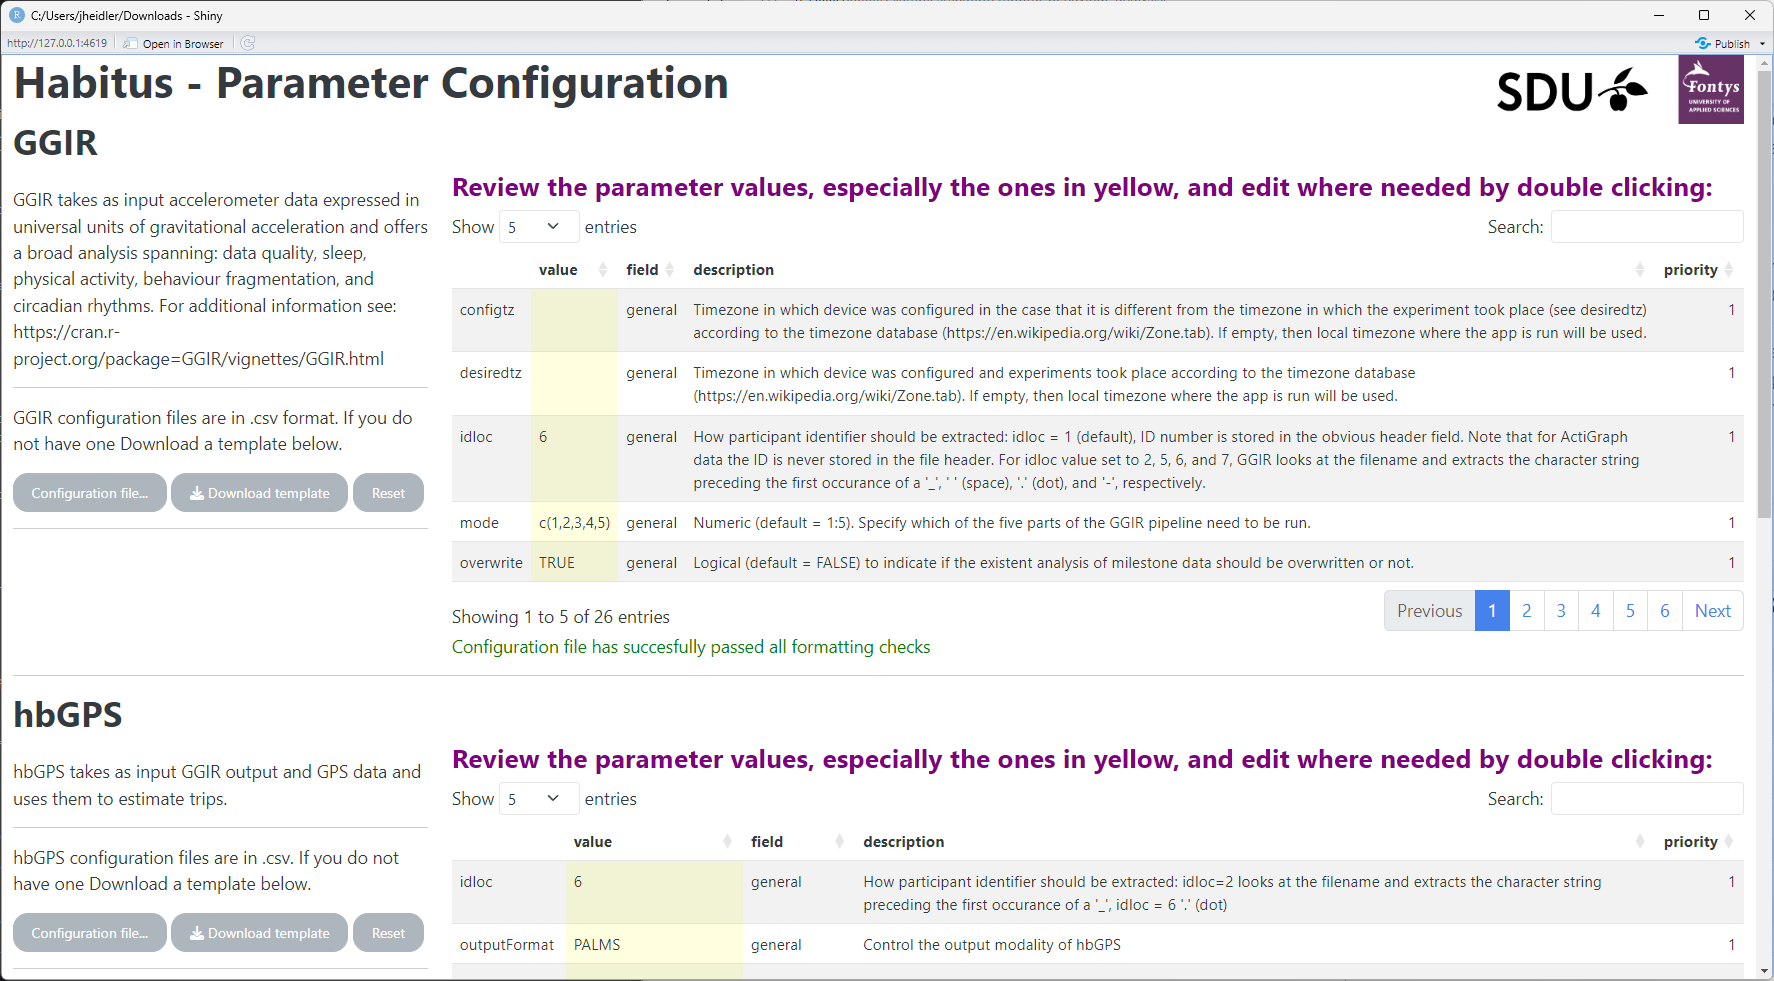 C:/Users/jheidler/Downloads - Shiny
http://127.0.0.1:4619 Open in Browser Publish
Habitus - Parameter Configuration
SDU
Fontys
UNIVERSITY OF
APPLIED SCIENCES
GGIR
GGIR takes as input accelerometer data expressed in
universal units of gravitational acceleration and offers
a broad analysis spanning: data quality, sleep,
physical activity, behaviour fragmentation, and
circadian rhythms. For additional information see:
https://cran.r-
project.org/package=GGIR/vignettes/GGIR.html
GGIR configuration files are in .csv format. If you do
not have one Download a template below.
Configuration file... Download template Reset
Review the parameter values, especially the ones in yellow, and edit where needed by double clicking:
Show 5 entries Search:
value field description priority
configtz general Timezone in which device was configured in the case that it is different from the timezone in which the experiment took place (see desiredtz) 1
according to the timezone database (https://en.wikipedia.org/wiki/Zone.tab). If empty, then local timezone where the app is run will be used.
desiredtz general Timezone in which device was configured and experiments took place according to the timezone database 1
(https://en.wikipedia.org/wiki/Zone.tab). If empty, then local timezone where the app is run will be used.
idloc 6 general How participant identifier should be extracted: idloc = 1 (default), ID number is stored in the obvious header field. Note that for ActiGraph 1
data the ID is never stored in the file header. For idloc value set to 2, 5, 6, and 7, GGIR looks at the filename and extracts the character string
preceding the first occurance of a '_', ' ' (space), '.' (dot), and '-', respectively.
mode c(1,2,3,4,5) general Numeric (default = 1:5). Specify which of the five parts of the GGIR pipeline need to be run. 1
overwrite TRUE general Logical (default = FALSE) to indicate if the existent analysis of milestone data should be overwritten or not. 1
Showing 1 to 5 of 26 entries
Previous 1 2 3 4 5 6 Next
Configuration file has succesfully passed all formatting checks
hbGPS
hbGPS takes as input GGIR output and GPS data and
uses them to estimate trips.
hbGPS configuration files are in .csv. If you do not
have one Download a template below.
Configuration file... Download template Reset
Review the parameter values, especially the ones in yellow, and edit where needed by double clicking:
Show 5 entries Search:
value field description priority
idloc 6 general How participant identifier should be extracted: idloc=2 looks at the filename and extracts the character string 1
preceding the first occurance of a '_', idloc = 6 '.' (dot)
outputFormat PALMS general Control the output modality of hbGPS 1